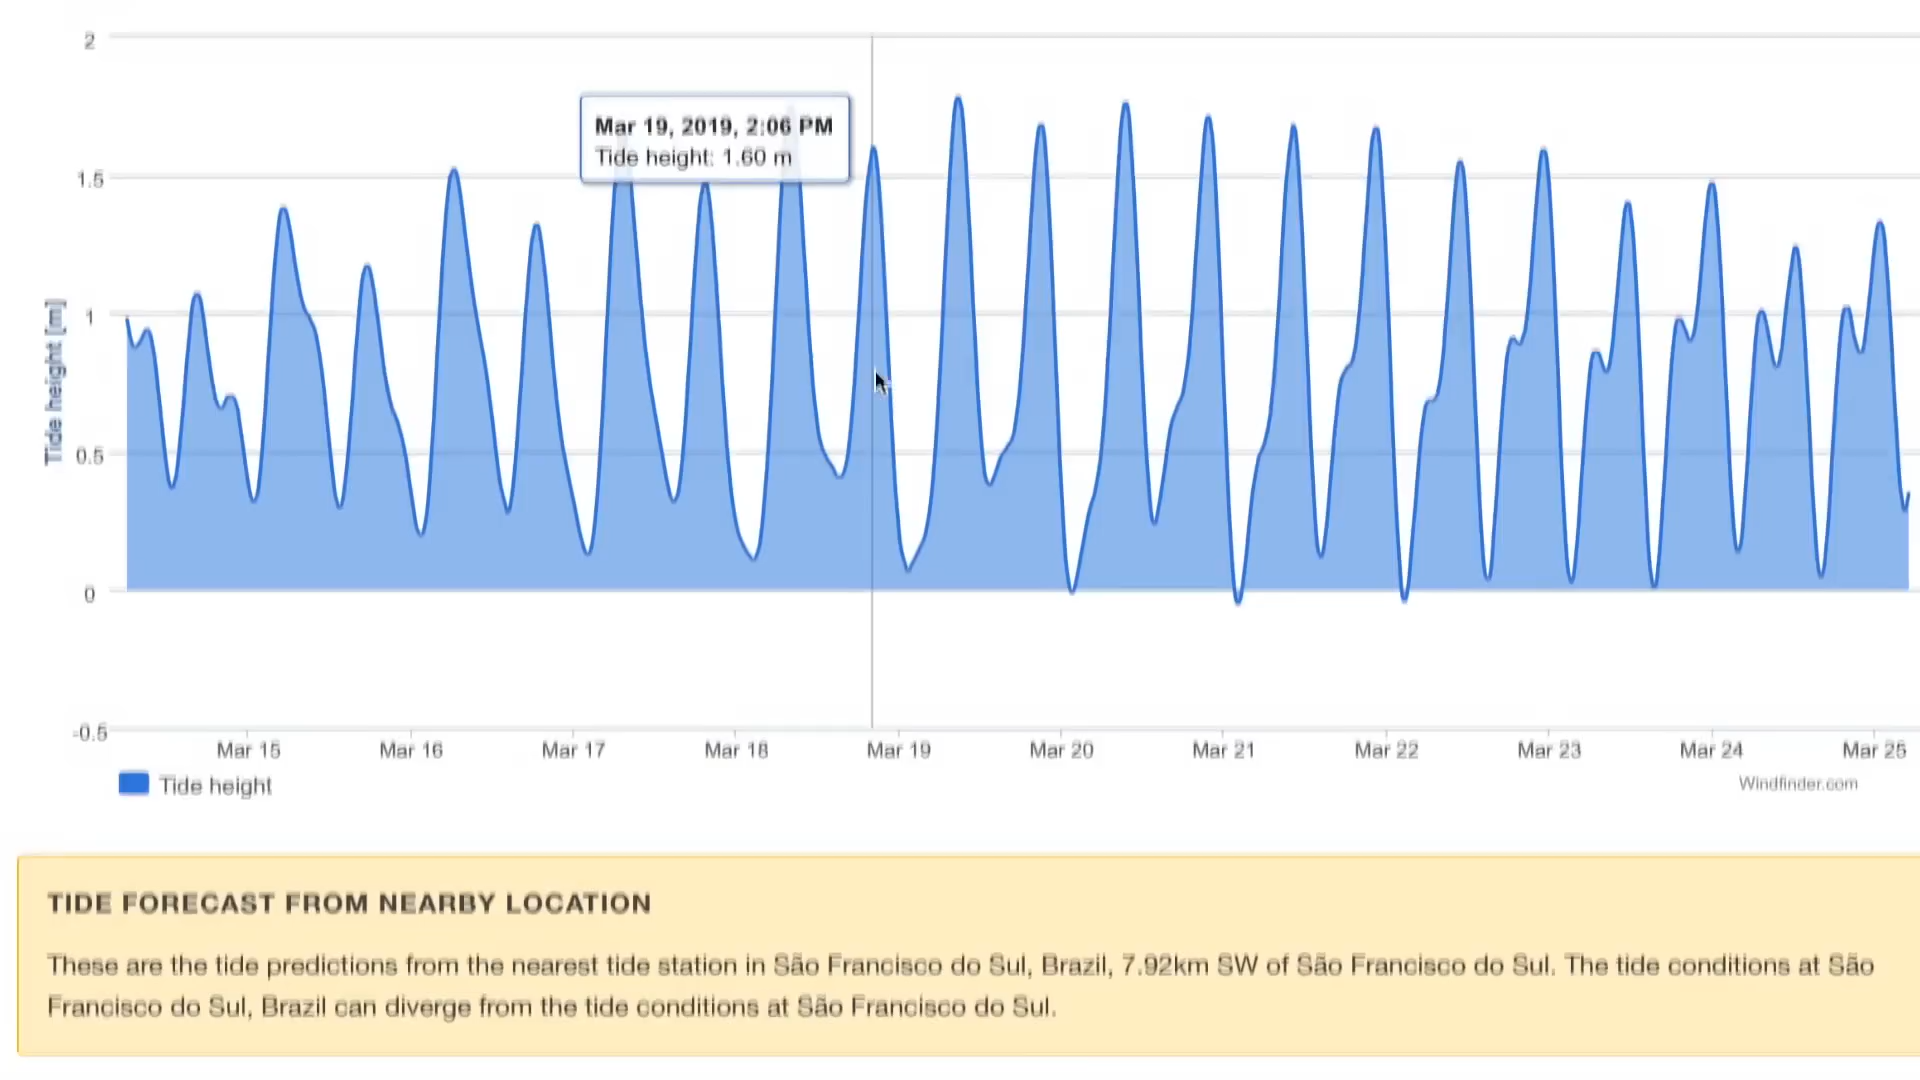 2
Mar 19, 2019, 2:06 PM
Tide height: 1.60 m
1.5
1
Tide height [m]
0.5
0
-0.5
Mar 15 Mar 16 Mar 17 Mar 18 Mar 19 Mar 20 Mar 21 Mar 22 Mar 23 Mar 24 Mar 25
Tide height
Windfinder.com
TIDE FORECAST FROM NEARBY LOCATION
These are the tide predictions from the nearest tide station in São Francisco do Sul, Brazil, 7.92km SW of São Francisco do Sul. The tide conditions at São
Francisco do Sul, Brazil can diverge from the tide conditions at São Francisco do Sul.